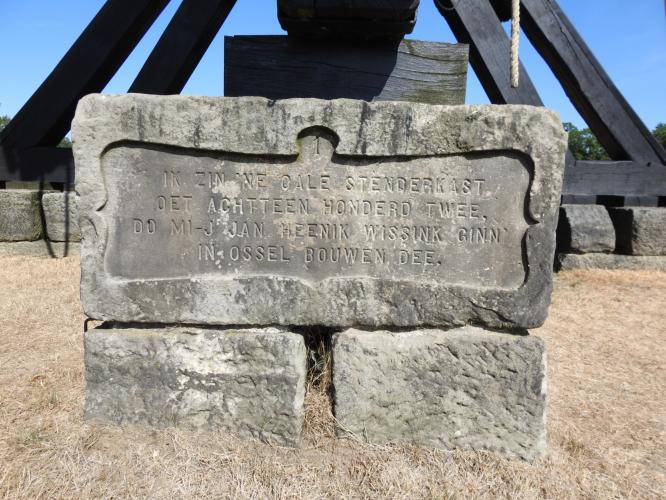 1
IK ZIN 'NE OALE STENDERKAST,
OET ACHTTEEN HONDERD TWEE,
DO MI-J JAN HEENIK WISSINK GINN'
IN OSSEL BOUWEN DEE.